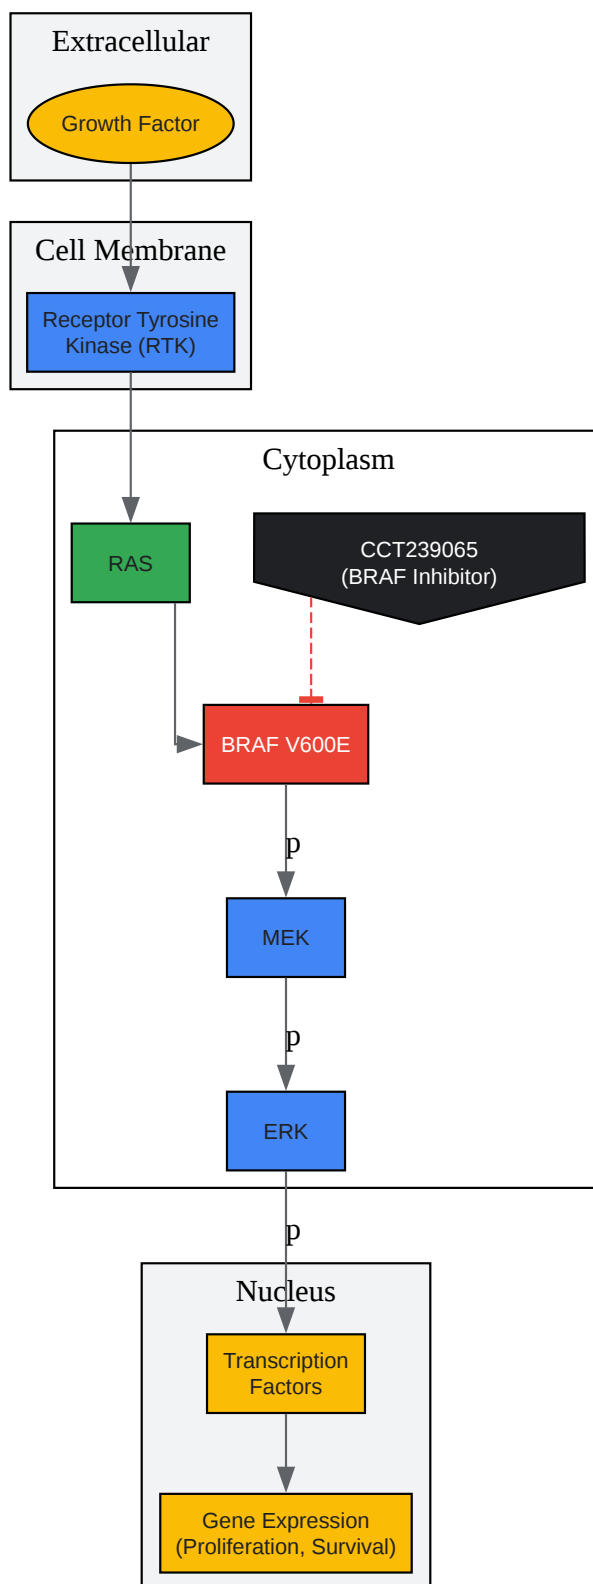 Extracellular
Growth Factor
Cell Membrane
Receptor Tyrosine
Kinase (RTK)
Cytoplasm
RAS
CCT239065
(BRAF Inhibitor)
BRAF V600E
p
MEK
p
ERK
p
Nucleus
Transcription
Factors
Gene Expression
(Proliferation, Survival)